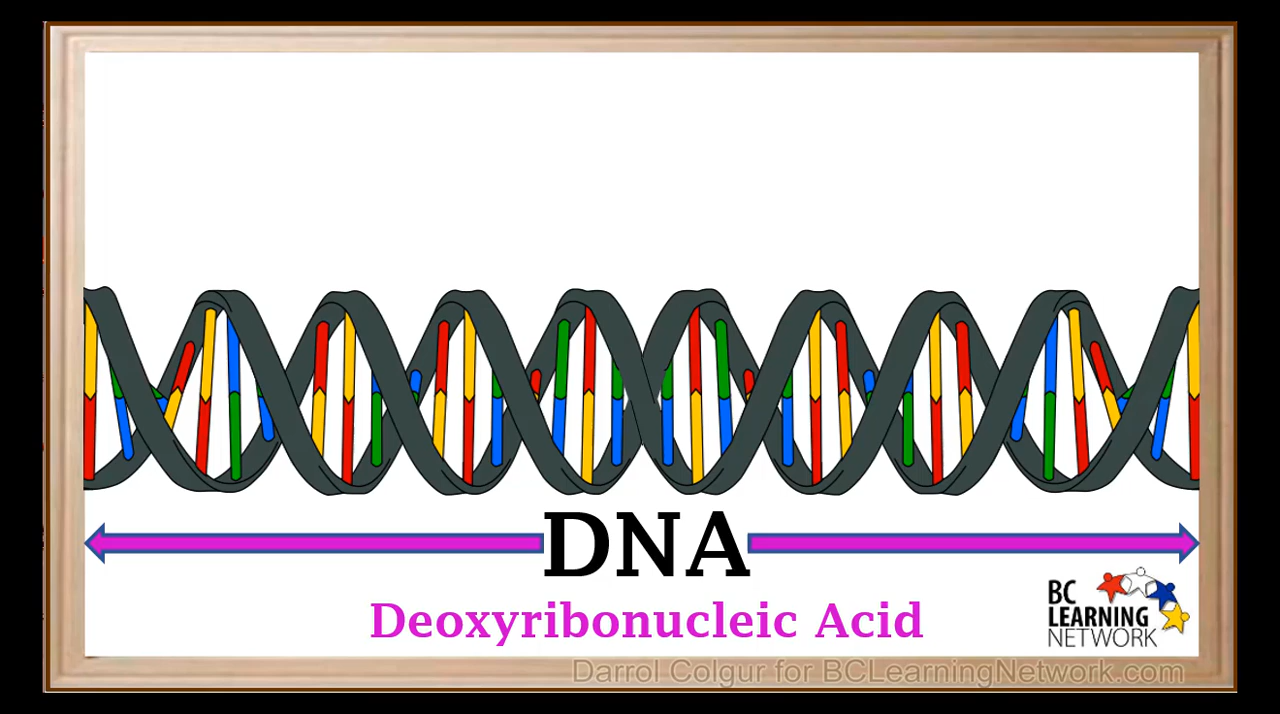 DNA
Deoxyribonucleic Acid
BC
LEARNING
NETWORK
Darrol Colgur for BCLearningNetwork.com